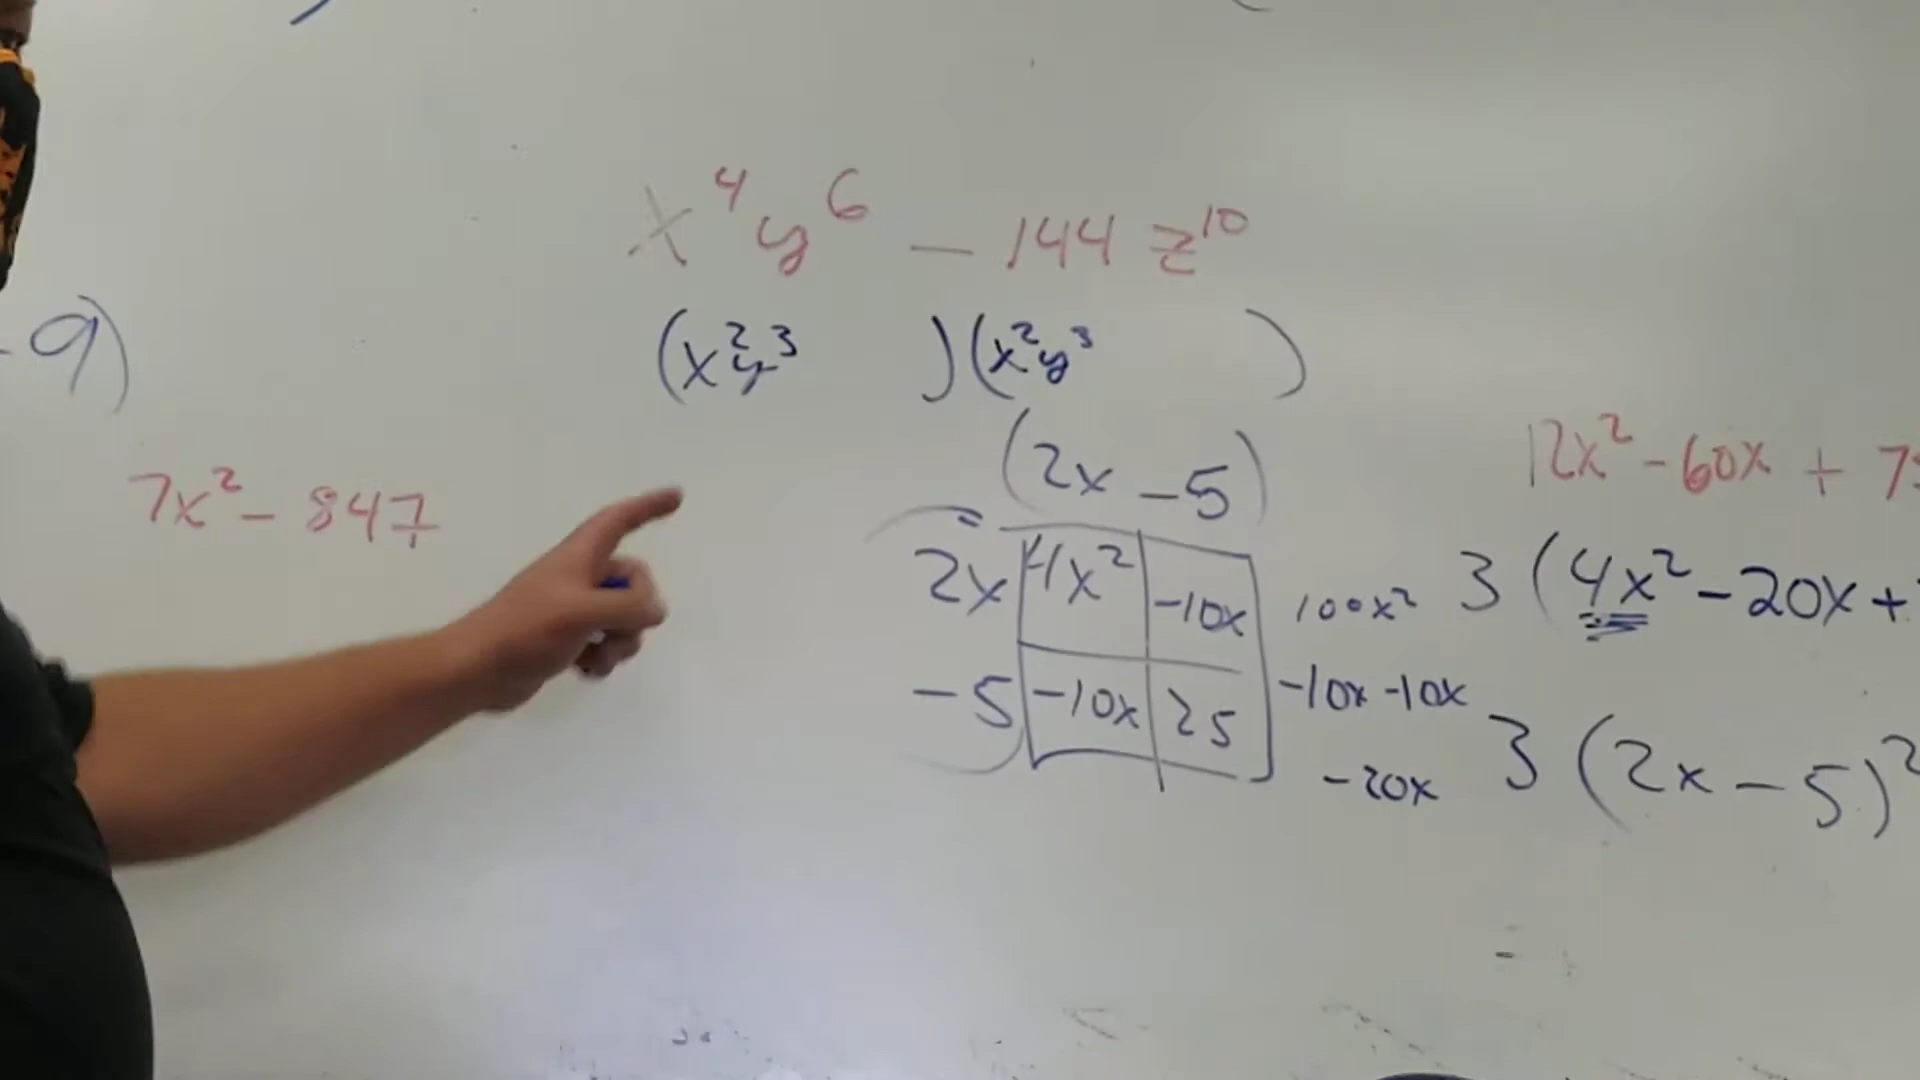 x⁴y⁶ - 144z¹⁰
(x²y³ )(x²y³ )
- 9)
7x² - 847
(2x - 5)
2x 4x² -10x
-5 -10x 25
100x²
-10x -10x
-20x
12x² - 60x + 7
3(4x² - 20x +
3(2x - 5)²